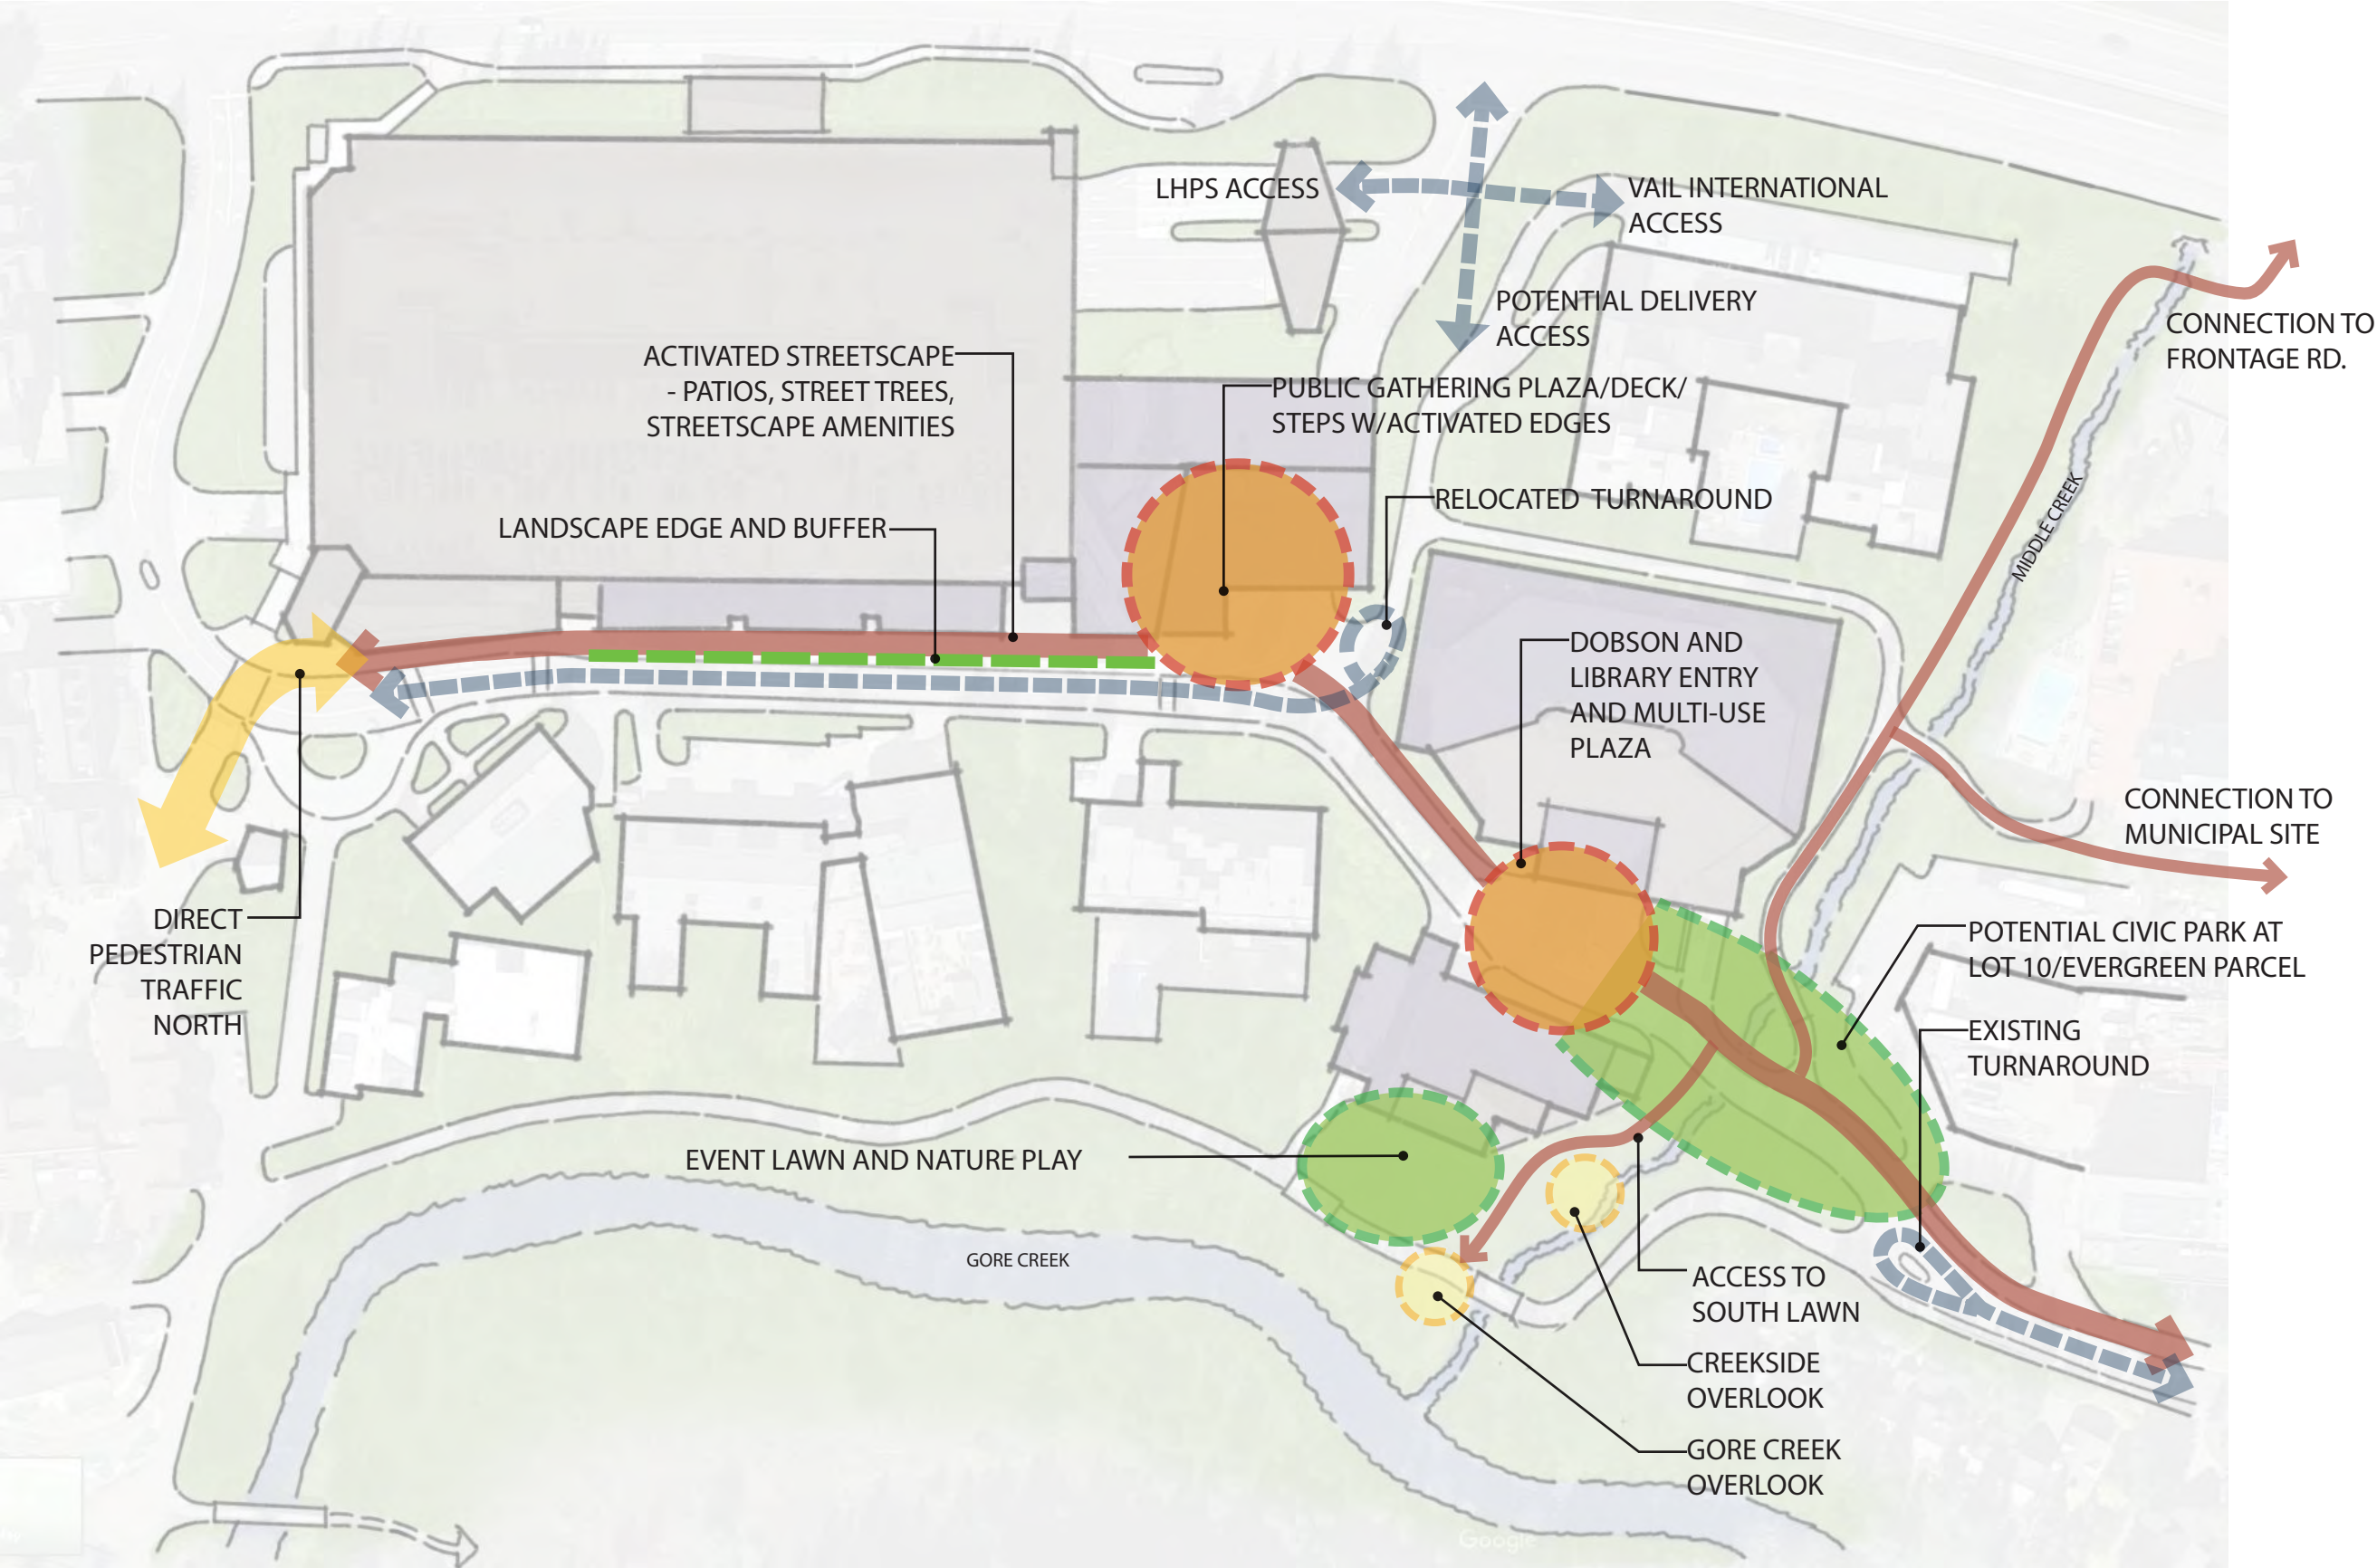 LHPS ACCESS
VAIL INTERNATIONAL
ACCESS
POTENTIAL DELIVERY
ACCESS
CONNECTION TO
FRONTAGE RD.
ACTIVATED STREETSCAPE
- PATIOS, STREET TREES,
STREETSCAPE AMENITIES
PUBLIC GATHERING PLAZA/DECK/
STEPS W/ACTIVATED EDGES
LANDSCAPE EDGE AND BUFFER
RELOCATED TURNAROUND
MIDDLE CREEK
DOBSON AND
LIBRARY ENTRY
AND MULTI-USE
PLAZA
CONNECTION TO
MUNICIPAL SITE
DIRECT
PEDESTRIAN
TRAFFIC
NORTH
POTENTIAL CIVIC PARK AT
LOT 10/EVERGREEN PARCEL
EXISTING
TURNAROUND
EVENT LAWN AND NATURE PLAY
GORE CREEK
ACCESS TO
SOUTH LAWN
CREEKSIDE
OVERLOOK
GORE CREEK
OVERLOOK
Google